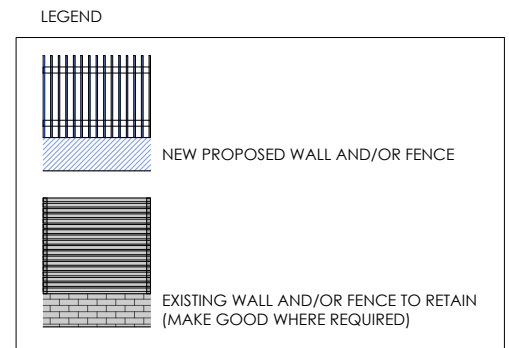 LEGEND
NEW PROPOSED WALL AND/OR FENCE
EXISTING WALL AND/OR FENCE TO RETAIN
(MAKE GOOD WHERE REQUIRED)